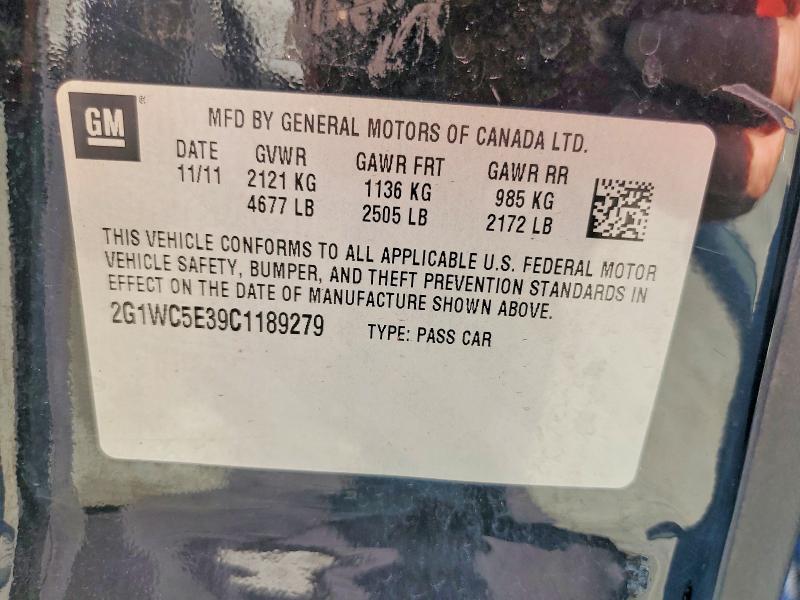 GM®
MFD BY GENERAL MOTORS OF CANADA LTD.
DATE GVWR GAWR FRT GAWR RR
11/11 2121 KG 1136 KG 985 KG
4677 LB 2505 LB 2172 LB
THIS VEHICLE CONFORMS TO ALL APPLICABLE U.S. FEDERAL MOTOR
VEHICLE SAFETY, BUMPER, AND THEFT PREVENTION STANDARDS IN
EFFECT ON THE DATE OF MANUFACTURE SHOWN ABOVE.
2G1WC5E39C1189279 TYPE: PASS CAR